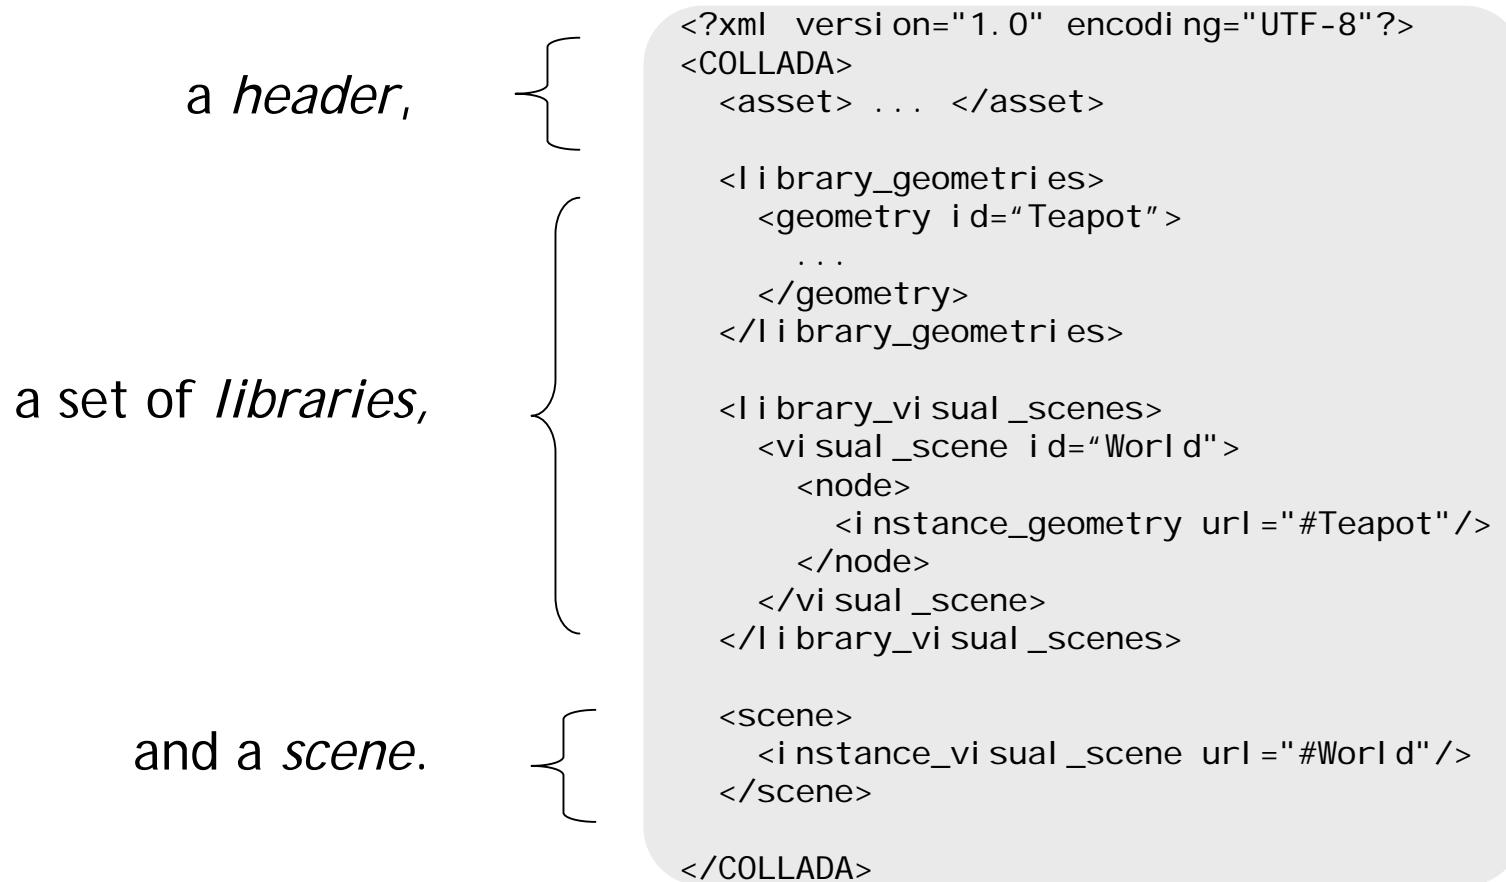 a header,
a set of libraries,
and a scene.
<?xml version="1.0" encoding="UTF-8"?>
<COLLADA>
  <asset> ... </asset>

  <library_geometries>
    <geometry id=“Teapot”>
      ...
    </geometry>
  </library_geometries>

  <library_visual_scenes>
    <visual_scene id=“World">
      <node>
        <instance_geometry url="#Teapot"/>
      </node>
    </visual_scene>
  </library_visual_scenes>

  <scene>
    <instance_visual_scene url="#World"/>
  </scene>

</COLLADA>